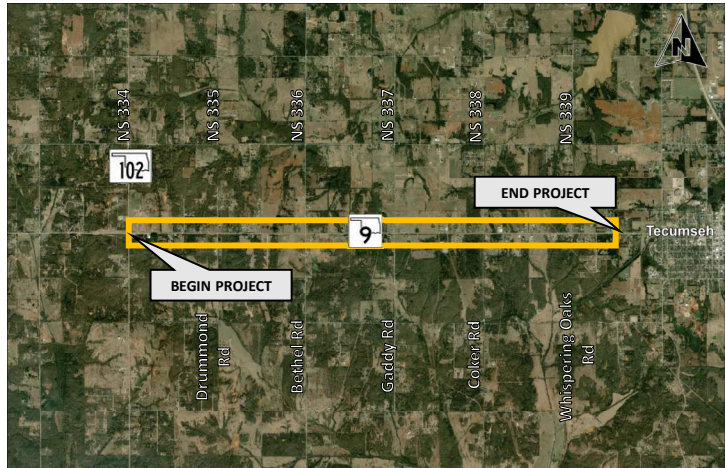 N
NS 334
NS 335
NS 336
NS 337
NS 338
NS 339
102
END PROJECT
9
Tecumseh
BEGIN PROJECT
Drummond
Rd
Bethel Rd
Gaddy Rd
Coker Rd
Whispering Oaks
Rd